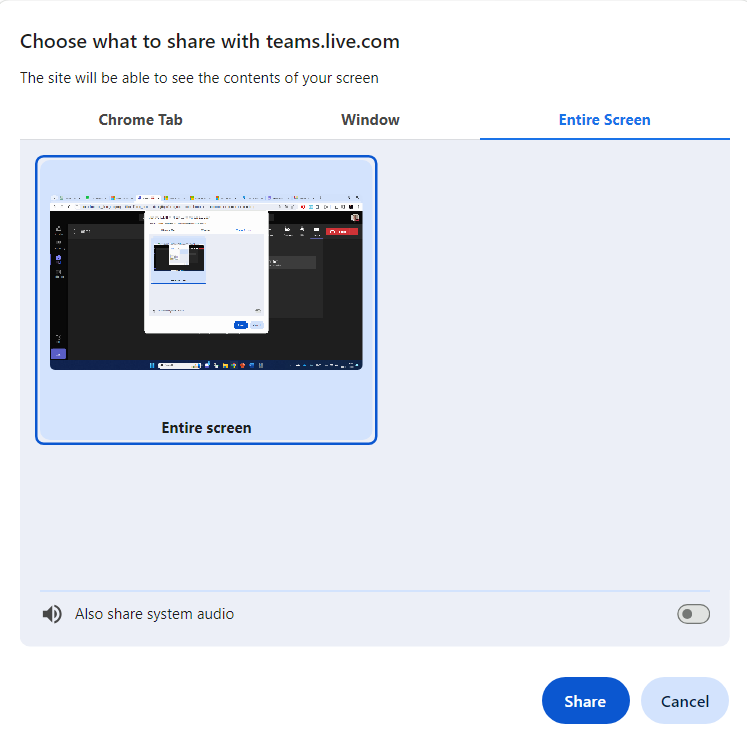 Choose what to share with teams.live.com
The site will be able to see the contents of your screen
Chrome Tab
Window
Entire Screen
Entire screen
Also share system audio
Share
Cancel